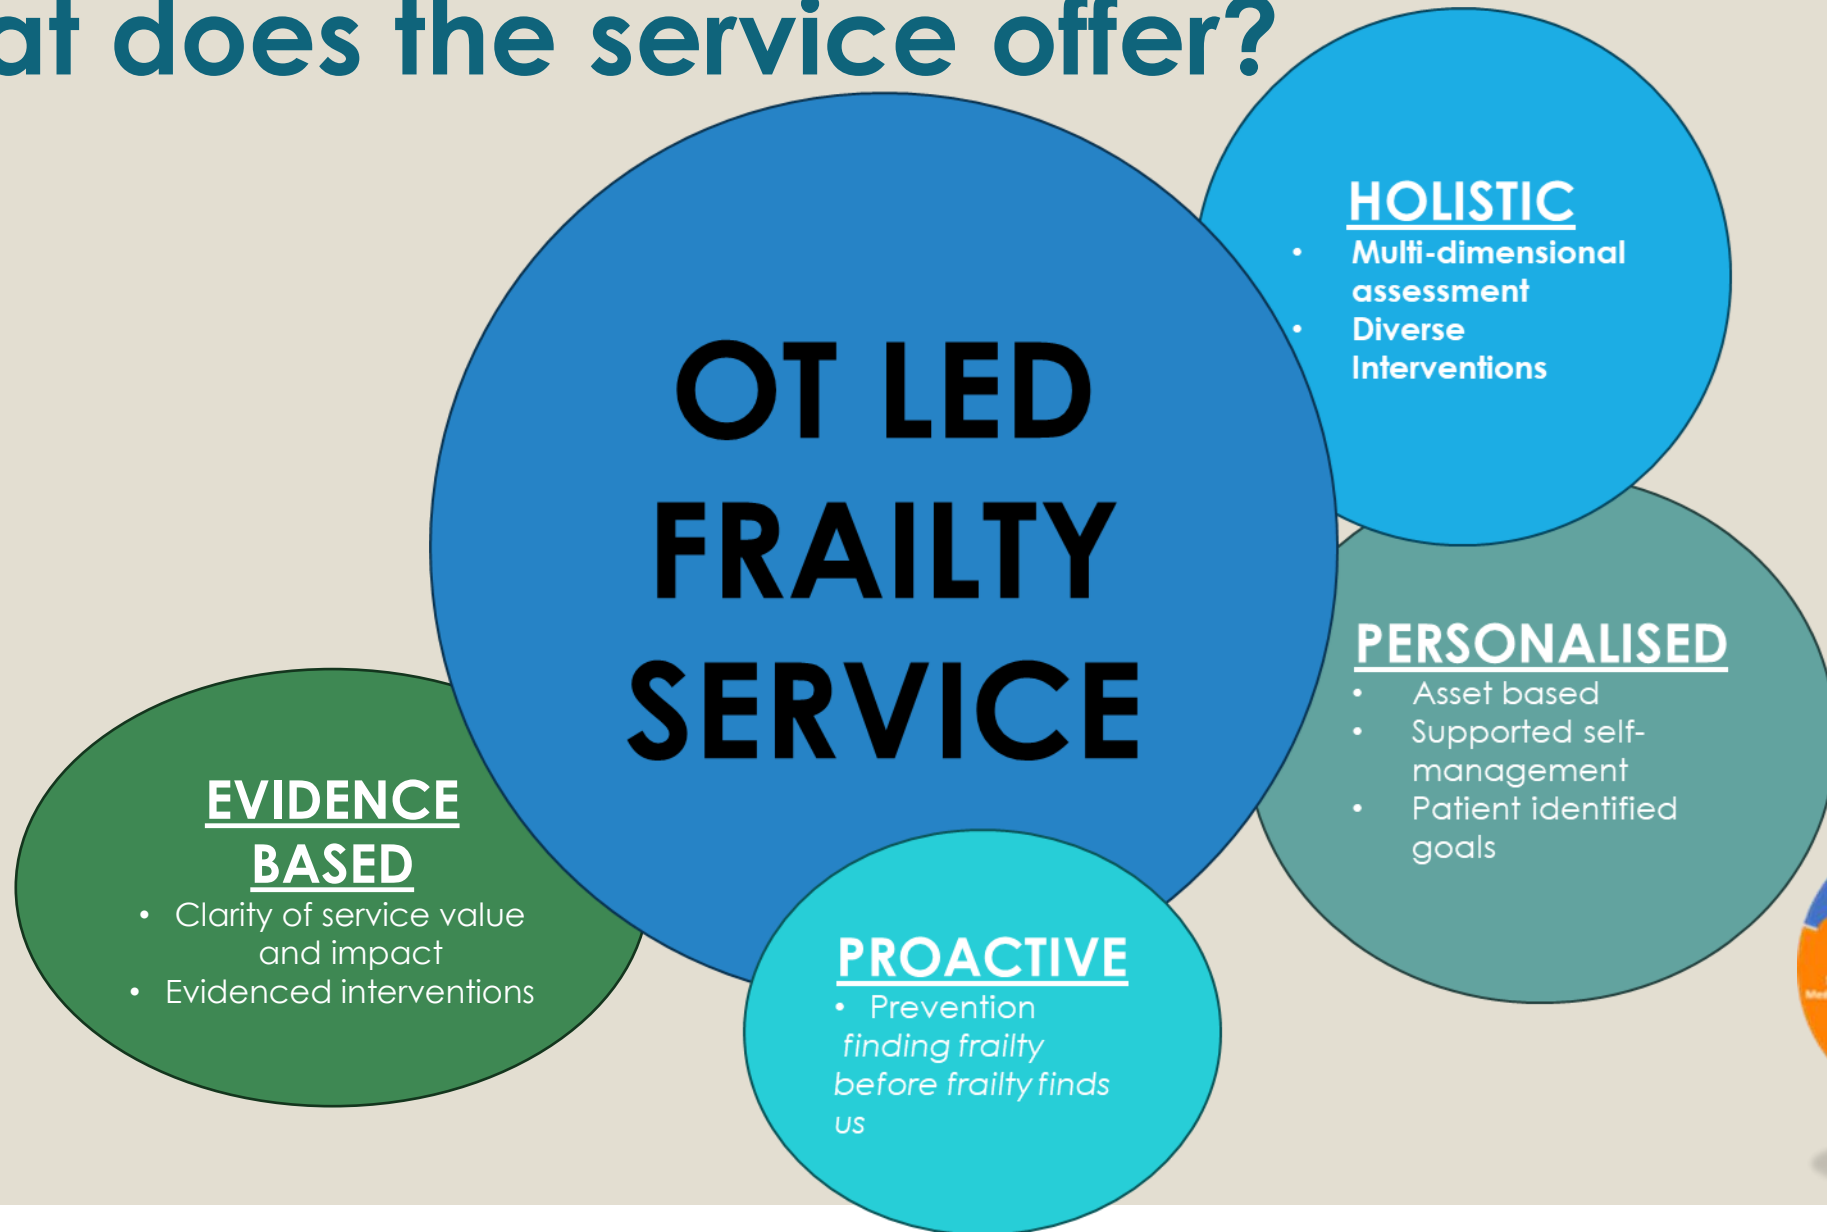 at does the service offer?
HOLISTIC
• Multi-dimensional
assessment
• Diverse
Interventions
OT LED
FRAILTY
SERVICE
PERSONALISED
• Asset based
• Supported self-
management
• Patient identified
goals
EVIDENCE
BASED
• Clarity of service value
and impact
• Evidenced interventions
PROACTIVE
• Prevention
finding frailty
before frailty finds
us